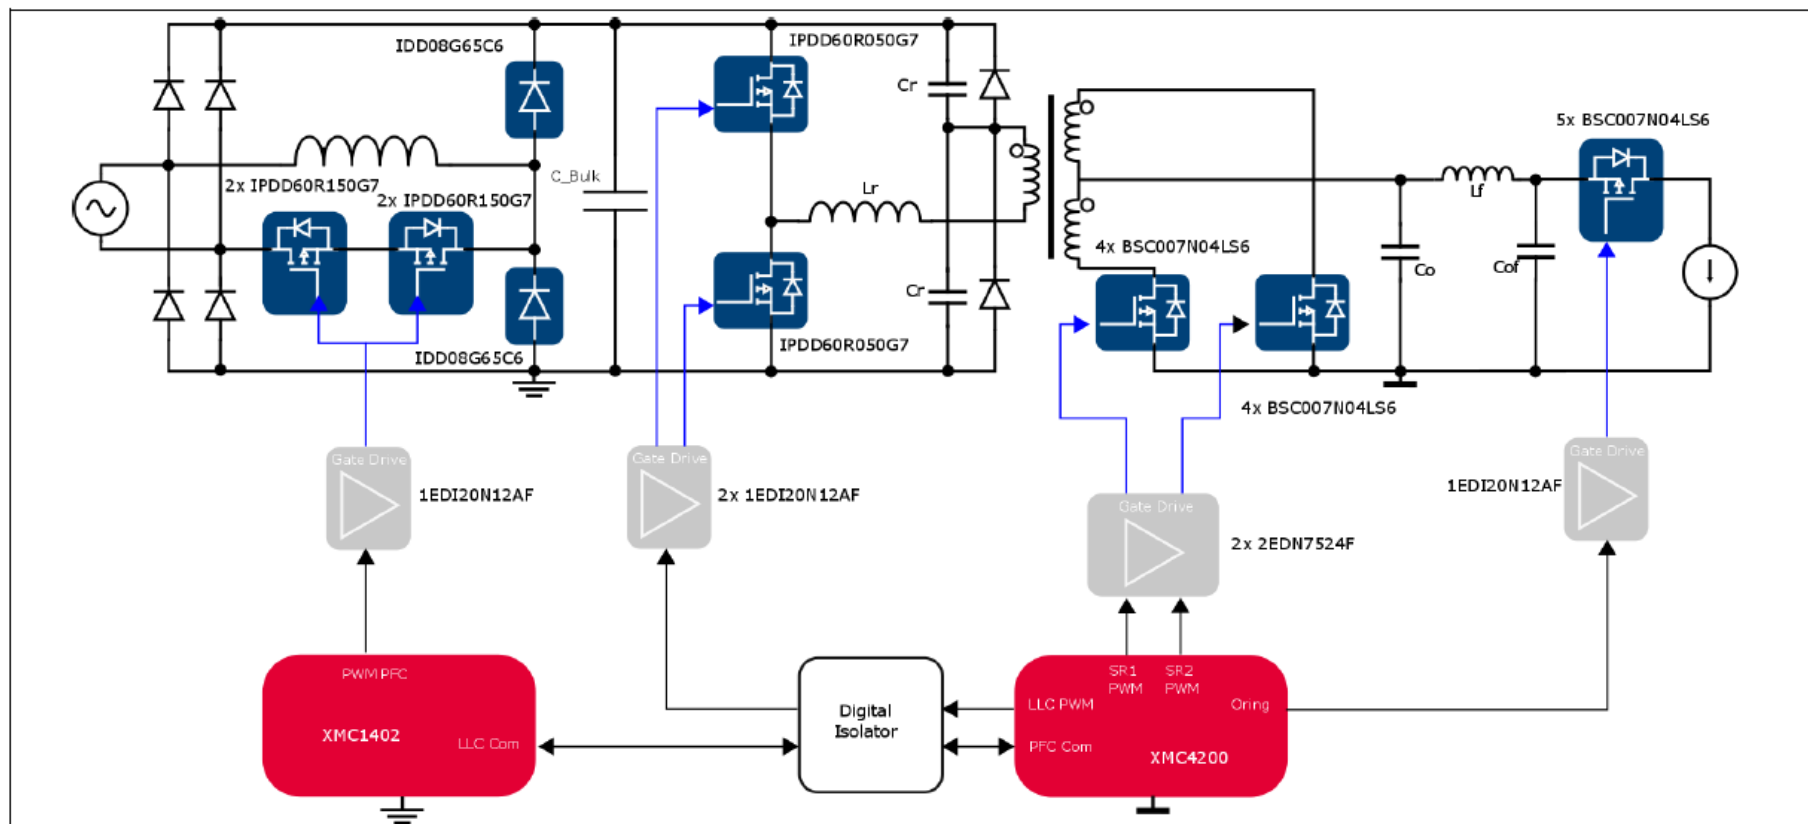 IDD08G65C6
IPDD60R050G7
Cr
5x BSC007N04LS6
2x IPDD60R150G7
2x IPDD60R150G7
C_Bulk
Lr
Lf
4x BSC007N04LS6
Co
Cof
Cr
IPDD60R050G7
IDD08G65C6
4x BSC007N04LS6
Gate Drive
1EDI20N12AF
Gate Drive
2x 1EDI20N12AF
Gate Drive
2x 2EDN7524F
Gate Drive
1EDI20N12AF
PWM PFC
XMC1402
LLC Com
Digital
Isolator
SR1
PWM
SR2
PWM
LLC PWM
Oring
PFC Com
XMC4200